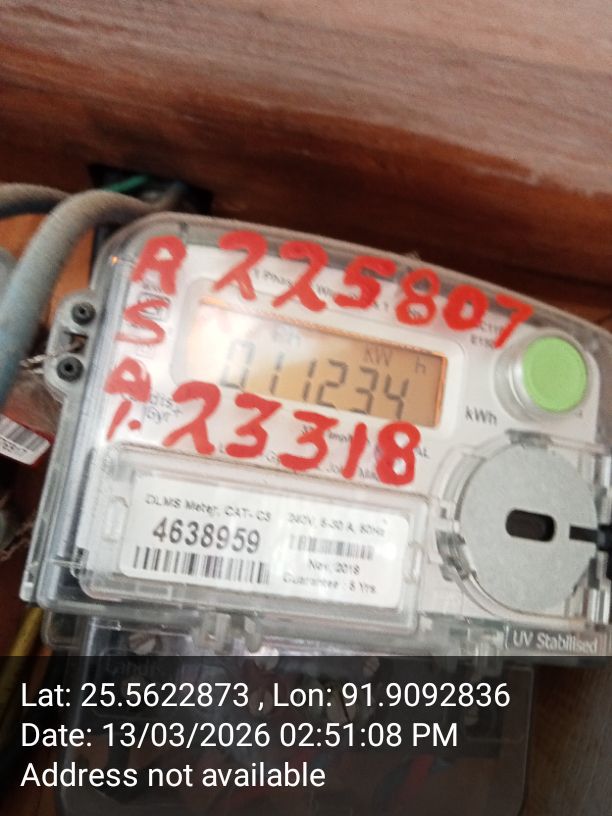 A 225807
S
A 23318
1.
KW h
011234
kWh
Gyr+
DLMS Meter, CAT-C3
4638959
240V, 5-30 A, 50Hz
Nov, 2018
Guarantee : 5 Yrs
UV Stabilised
Lat: 25.5622873 , Lon: 91.9092836
Date: 13/03/2026 02:51:08 PM
Address not available